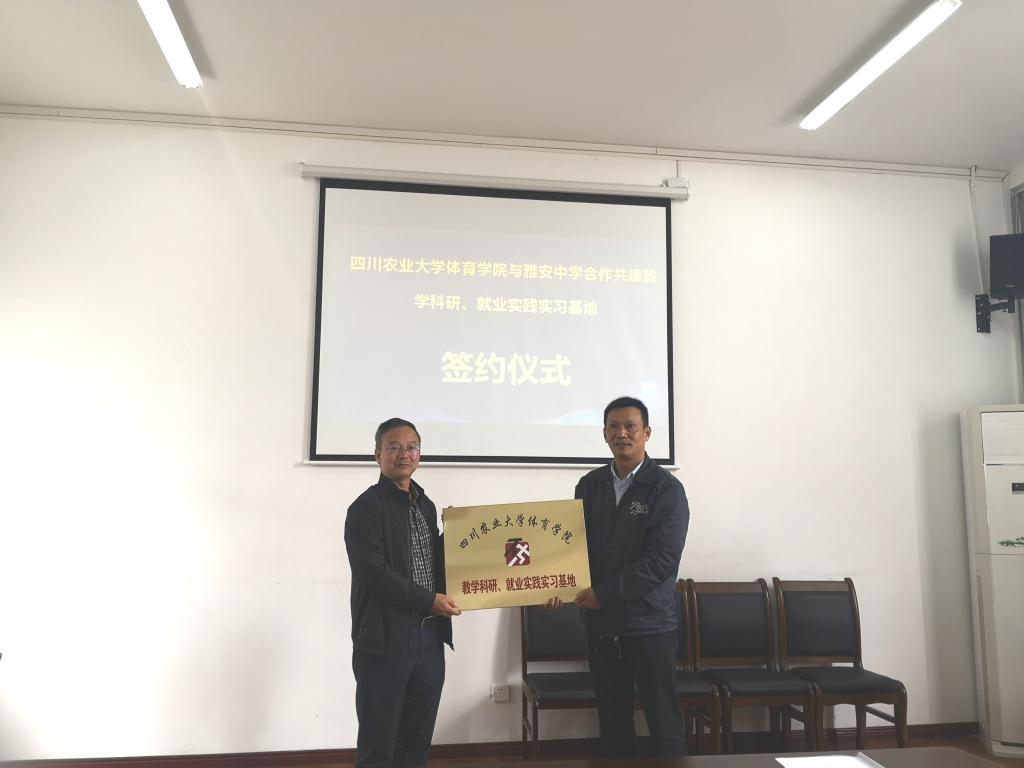 四川农业大学体育学院与雅安中学合作共建教
学科研、就业实践实习基地
签约仪式
四川农业大学体育学院
教学科研、就业实践实习基地